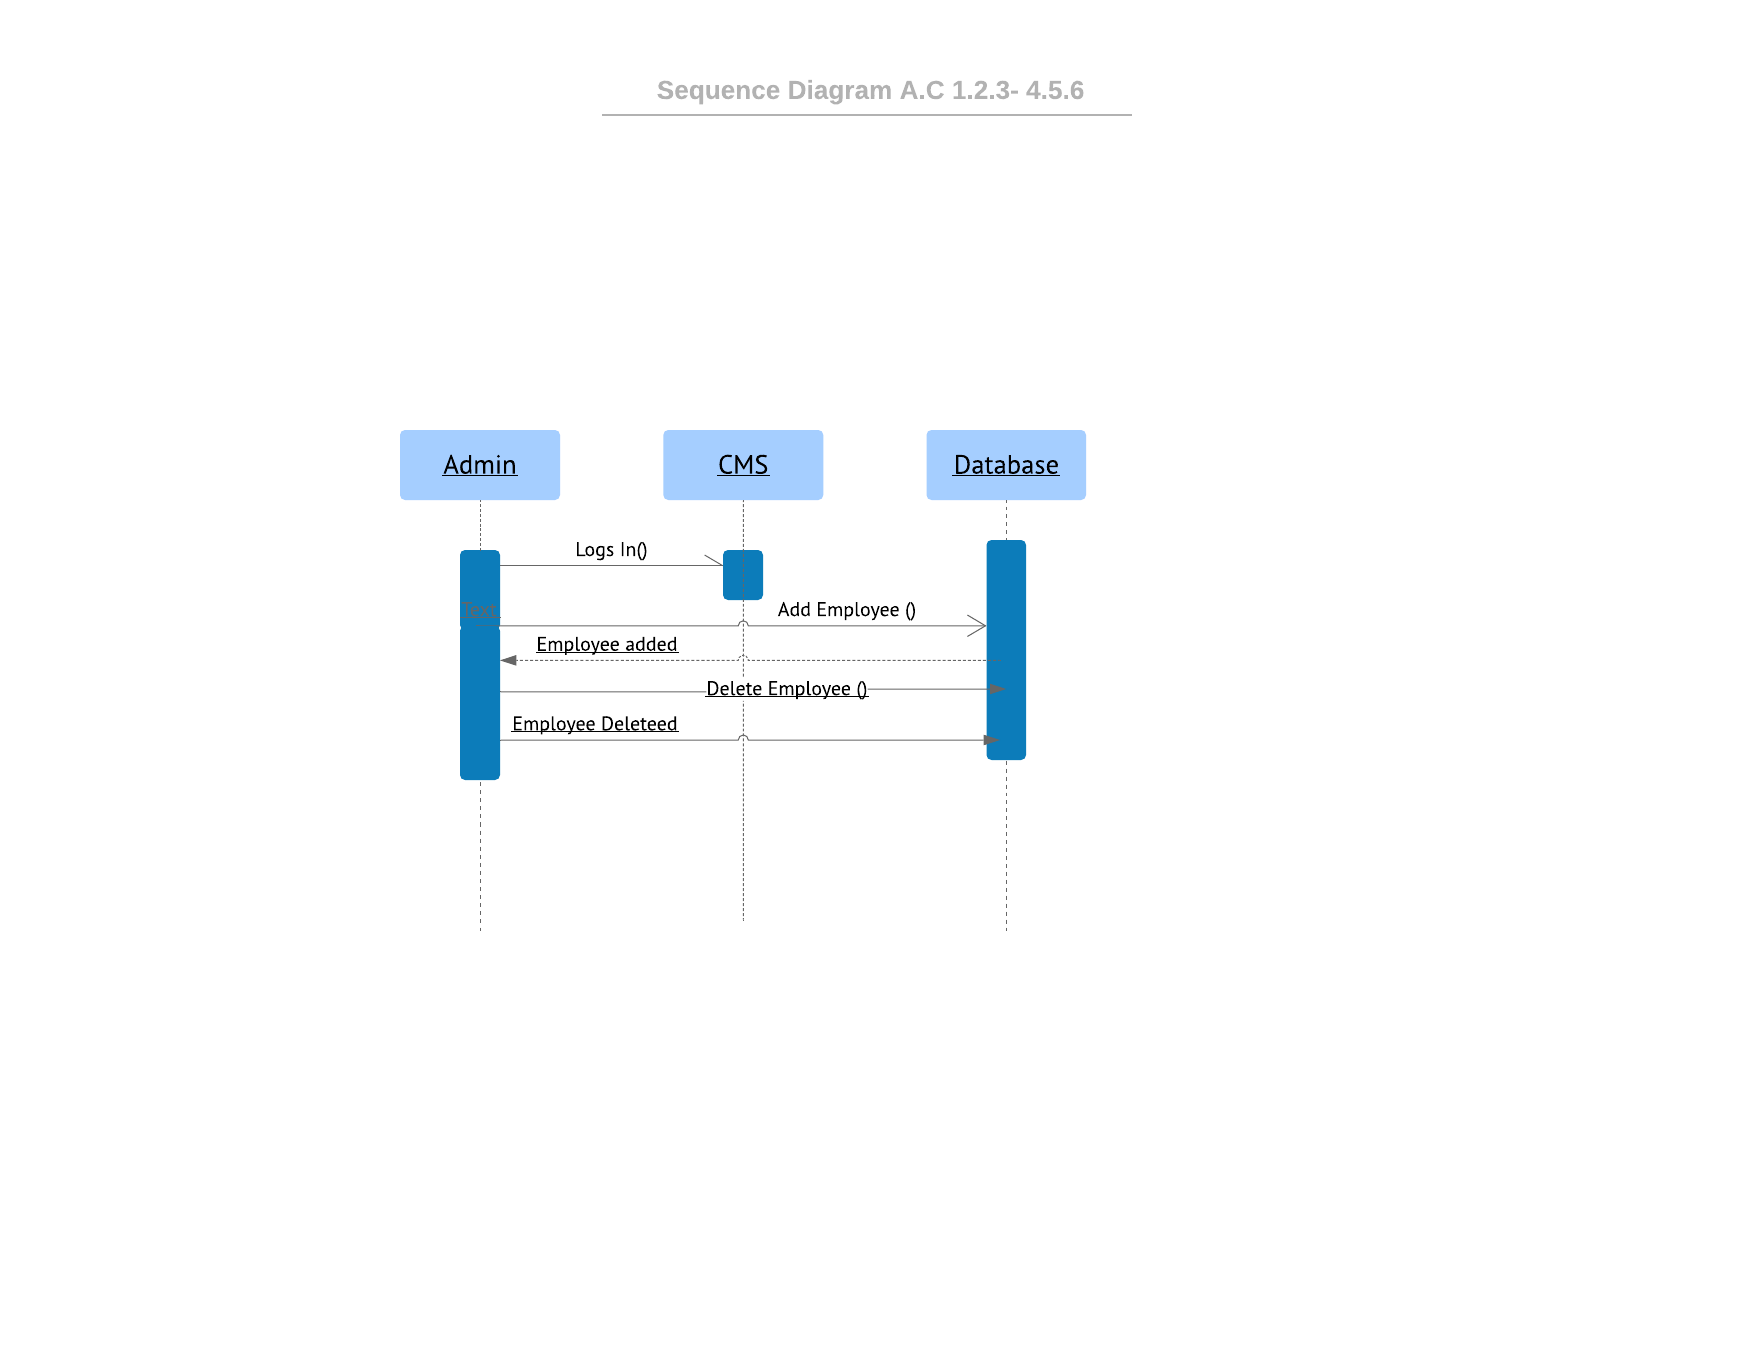 Sequence Diagram A.C 1.2.3- 4.5.6
Admin
CMS
Database
Logs In()
Text
Add Employee ()
Employee added
Delete Employee ()
Employee Deleteed